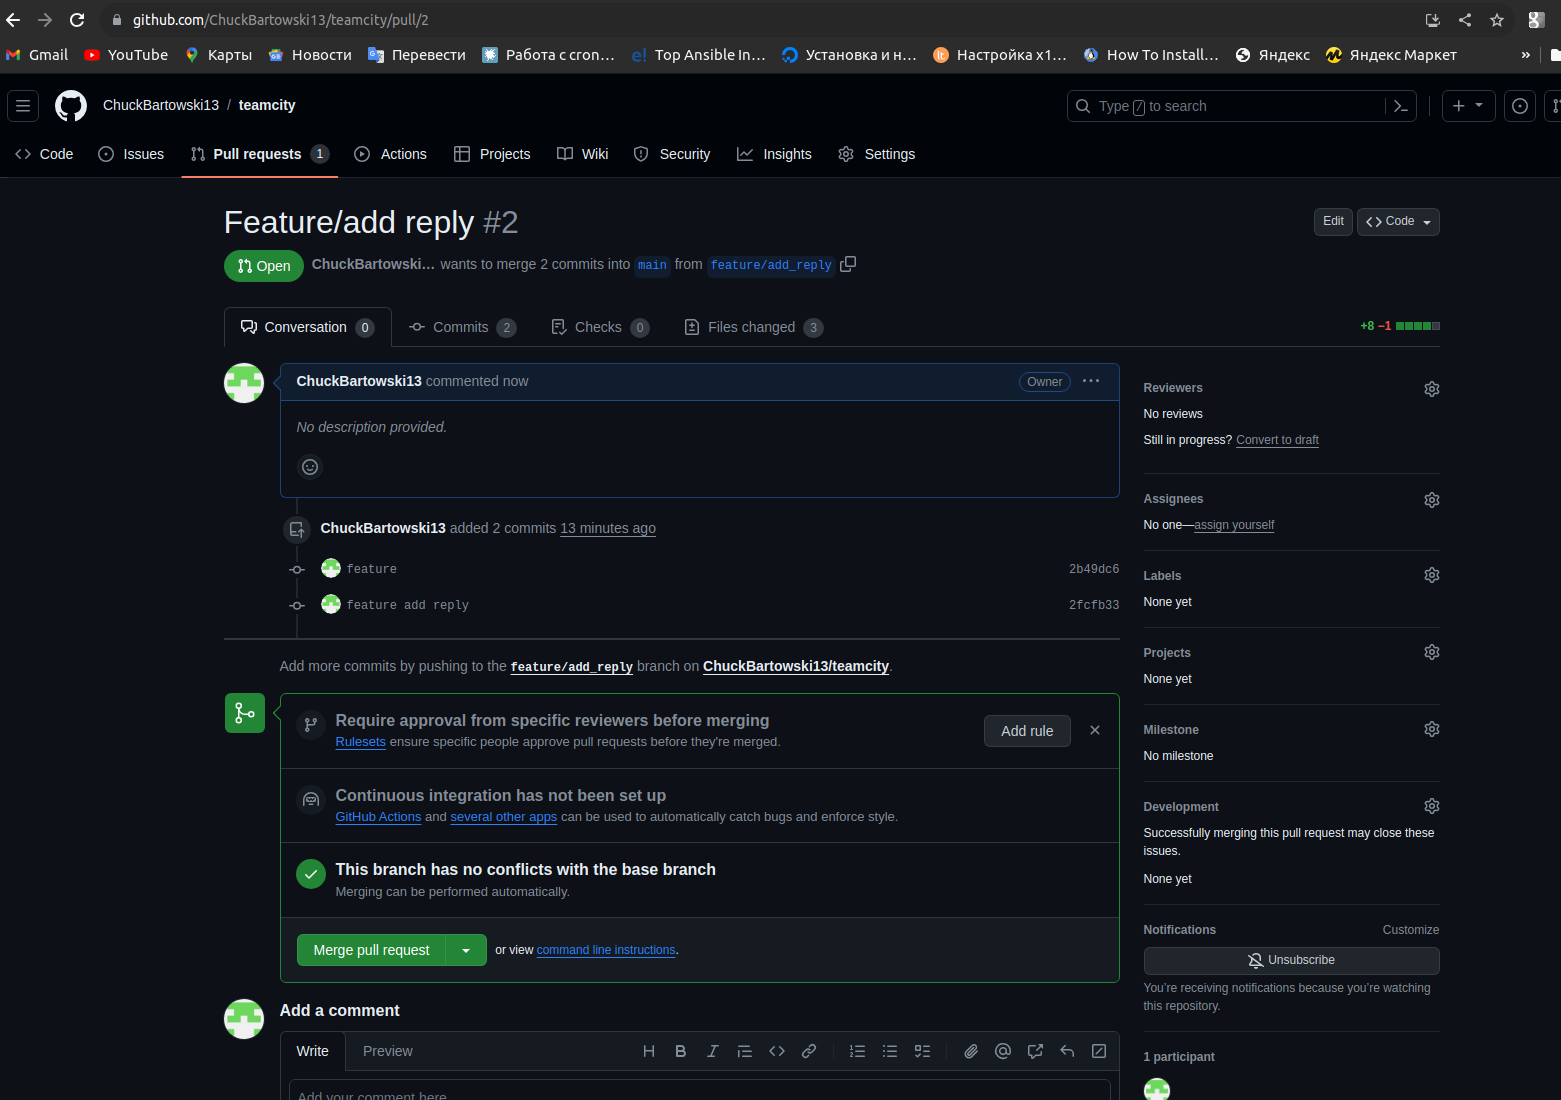 github.com/ChuckBartowski13/teamcity/pull/2
Gmail YouTube Карты Новости Перевести Работа с cron... Top Ansible In... Установка и н... Настройка x1... How To Install... Яндекс Яндекс Маркет »
ChuckBartowski13 / teamcity Type / to search
Code Issues Pull requests 1 Actions Projects Wiki Security Insights Settings
Feature/add reply #2 Edit Code
Open ChuckBartowski... wants to merge 2 commits into main from feature/add_reply
Conversation 0 Commits 2 Checks 0 Files changed 3 +8 −1
ChuckBartowski13 commented now Owner
No description provided.
ChuckBartowski13 added 2 commits 13 minutes ago
feature 2b49dc6
feature add reply 2fcfb33
Add more commits by pushing to the feature/add_reply branch on ChuckBartowski13/teamcity.
Require approval from specific reviewers before merging
Rulesets ensure specific people approve pull requests before they're merged.
Add rule
Continuous integration has not been set up
GitHub Actions and several other apps can be used to automatically catch bugs and enforce style.
This branch has no conflicts with the base branch
Merging can be performed automatically.
Merge pull request or view command line instructions.
Add a comment
Write Preview
Add your comment here
Reviewers
No reviews
Still in progress? Convert to draft
Assignees
No one—assign yourself
Labels
None yet
Projects
None yet
Milestone
No milestone
Development
Successfully merging this pull request may close these
issues.
None yet
Notifications Customize
Unsubscribe
You're receiving notifications because you're watching
this repository.
1 participant